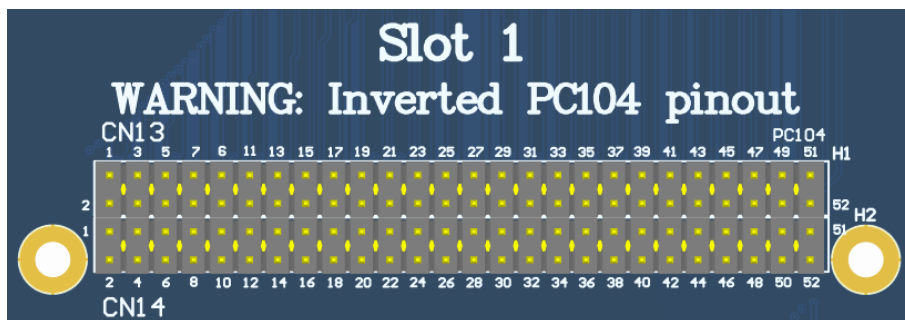 Slot 1
WARNING: Inverted PC104 pinout
CN13
PC104
1 3 5 7 6 11 13 15 17 19 21 23 25 27 29 31 33 35 37 39 41 43 45 47 49 51 H1
2 52
H2
1 51
2 4 6 8 10 12 14 16 18 20 22 24 26 28 30 32 34 36 38 40 42 44 46 48 50 52
CN14